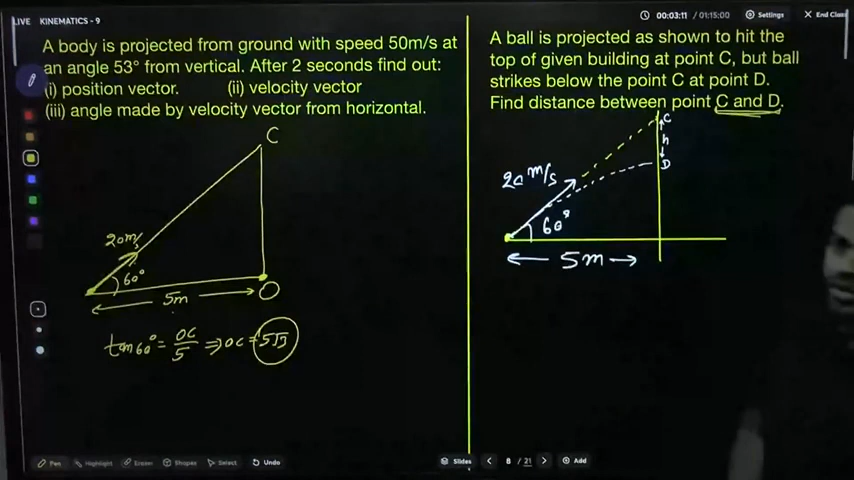 LIVE KINEMATICS - 9
00:03:11 / 01:15:00 Settings End Class
A body is projected from ground with speed 50m/s at
an angle 53° from vertical. After 2 seconds find out:
(i) position vector. (ii) velocity vector
(iii) angle made by velocity vector from horizontal.
C
20m/s
60°
5m
O
tan60° = OC/5 ⇒ OC = 5√3
A ball is projected as shown to hit the
top of given building at point C, but ball
strikes below the point C at point D.
Find distance between point C and D.
C
h
D
20 m/s
60°
5m
Pen Highlight Eraser Shapes Select Undo
Slides 8 / 21 Add